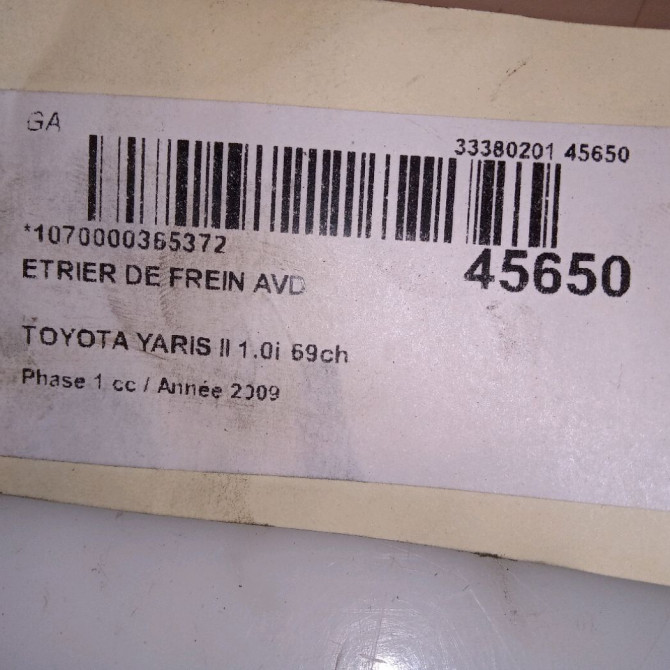 GA
33380201 45650
*1070000365372
45650
ETRIER DE FREIN AVD
TOYOTA YARIS II 1.0i 69ch
Phase 1 cc / Année 2009